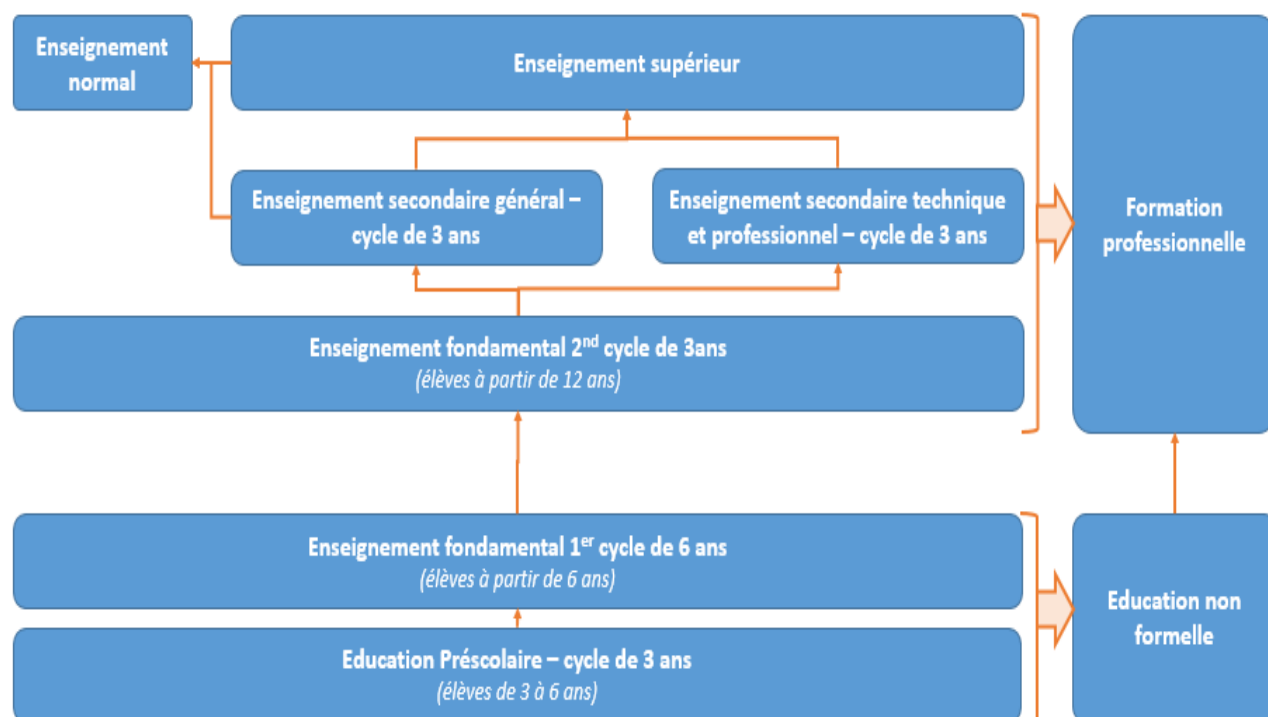 Enseignement
normal
Enseignement supérieur
Enseignement secondaire général –
cycle de 3 ans
Enseignement secondaire technique
et professionnel – cycle de 3 ans
Formation
professionnelle
Enseignement fondamental 2nd cycle de 3ans
(élèves à partir de 12 ans)
Enseignement fondamental 1er cycle de 6 ans
(élèves à partir de 6 ans)
Education non
formelle
Education Préscolaire – cycle de 3 ans
(élèves de 3 à 6 ans)